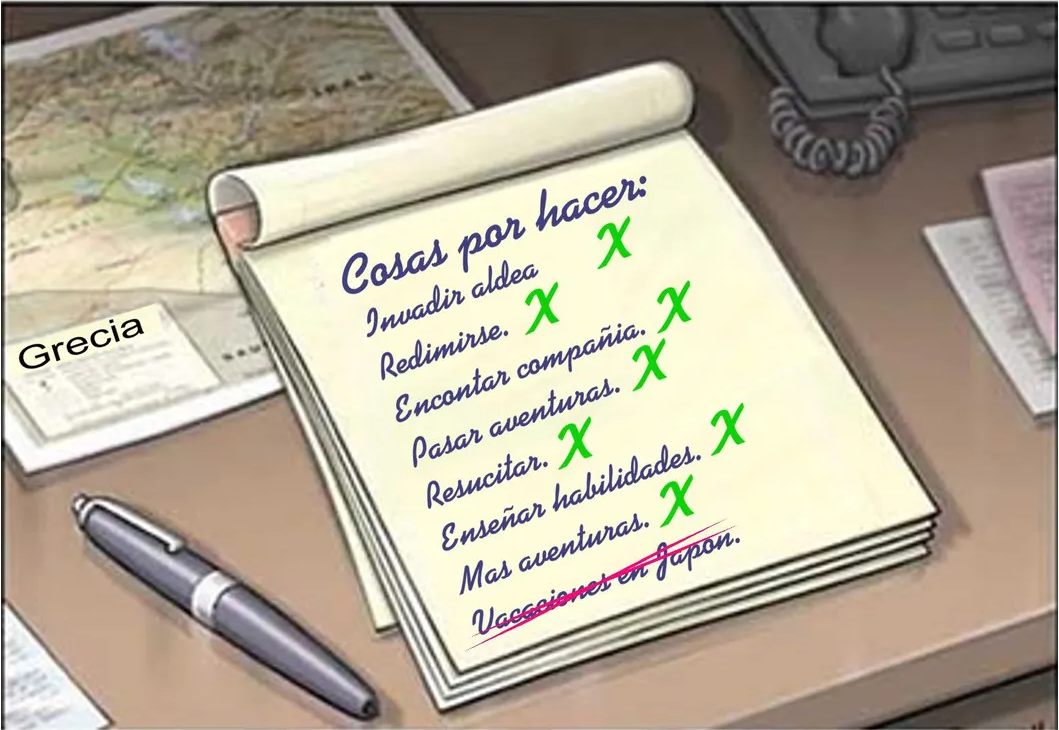 Cosas por hacer:
Invadir aldea X
Redimirse. X
Encontar compañia. X
Pasar aventuras. X
Resucitar. X
Enseñar habilidades. X
Mas aventuras. X
Vacaciones en Japon.
IRAN
Grecia